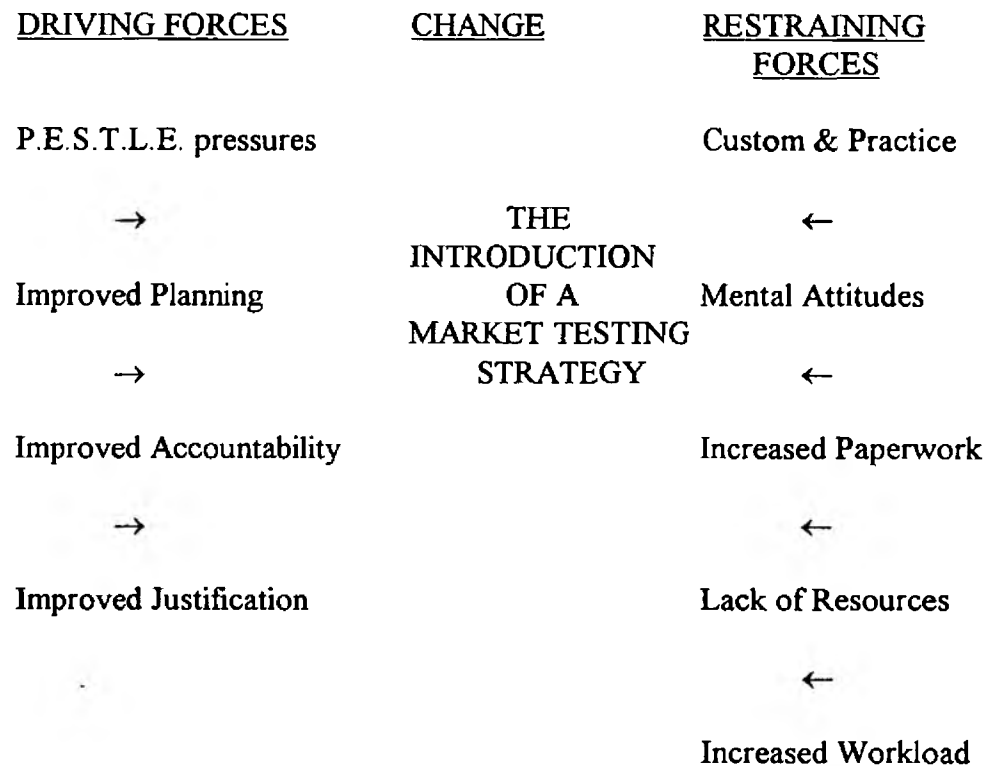 DRIVING FORCES CHANGE RESTRAINING
FORCES
P.E.S.T.L.E. pressures Custom & Practice
→ THE ←
INTRODUCTION
Improved Planning OF A Mental Attitudes
MARKET TESTING
→ STRATEGY ←
Improved Accountability Increased Paperwork
→ ←
Improved Justification Lack of Resources
←
Increased Workload